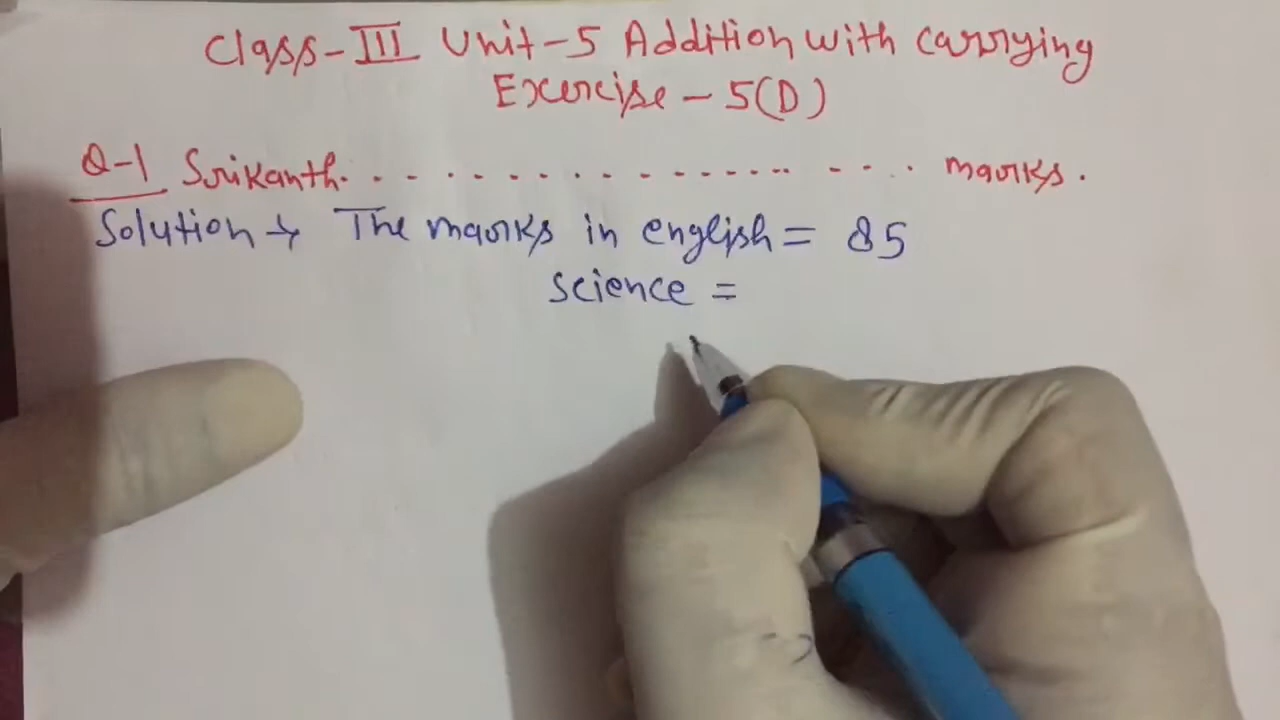 Class-III Unit-5 Addition with carrying
Exercise - 5(D)
Q-1 Srikanth. . . . . . . . . . . . . . . . . . . . . . marks.
Solution → The marks in english = 85
science =